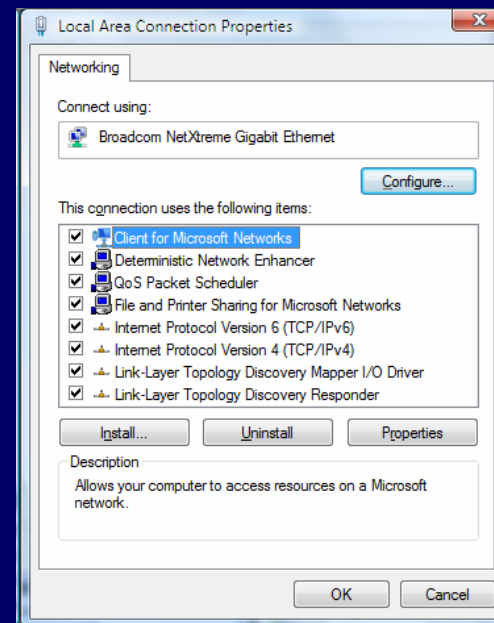 Local Area Connection Properties
Networking
Connect using:
Broadcom NetXtreme Gigabit Ethernet
Configure...
This connection uses the following items:
Client for Microsoft Networks
Deterministic Network Enhancer
QoS Packet Scheduler
File and Printer Sharing for Microsoft Networks
Internet Protocol Version 6 (TCP/IPv6)
Internet Protocol Version 4 (TCP/IPv4)
Link-Layer Topology Discovery Mapper I/O Driver
Link-Layer Topology Discovery Responder
Install... Uninstall Properties
Description
Allows your computer to access resources on a Microsoft
network.
OK Cancel